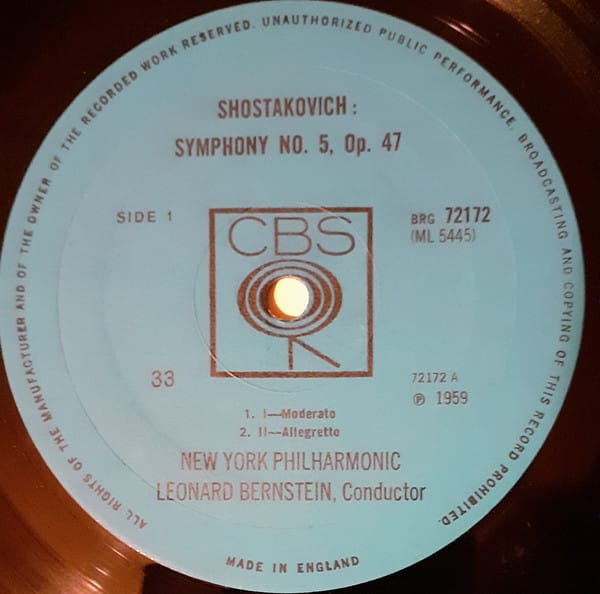 ALL RIGHTS OF THE MANUFACTURER AND OF THE OWNER OF THE RECORDED WORK RESERVED. UNAUTHORIZED PUBLIC PERFORMANCE, BROADCASTING AND COPYING OF THIS RECORD PROHIBITED.
SHOSTAKOVICH:
SYMPHONY NO. 5, Op. 47
SIDE 1
CBS
BRG 72172
(ML 5445)
33
72172 A
Ⓟ 1959
1. I—Moderato
2. II—Allegretto
NEW YORK PHILHARMONIC
LEONARD BERNSTEIN, Conductor
MADE IN ENGLAND